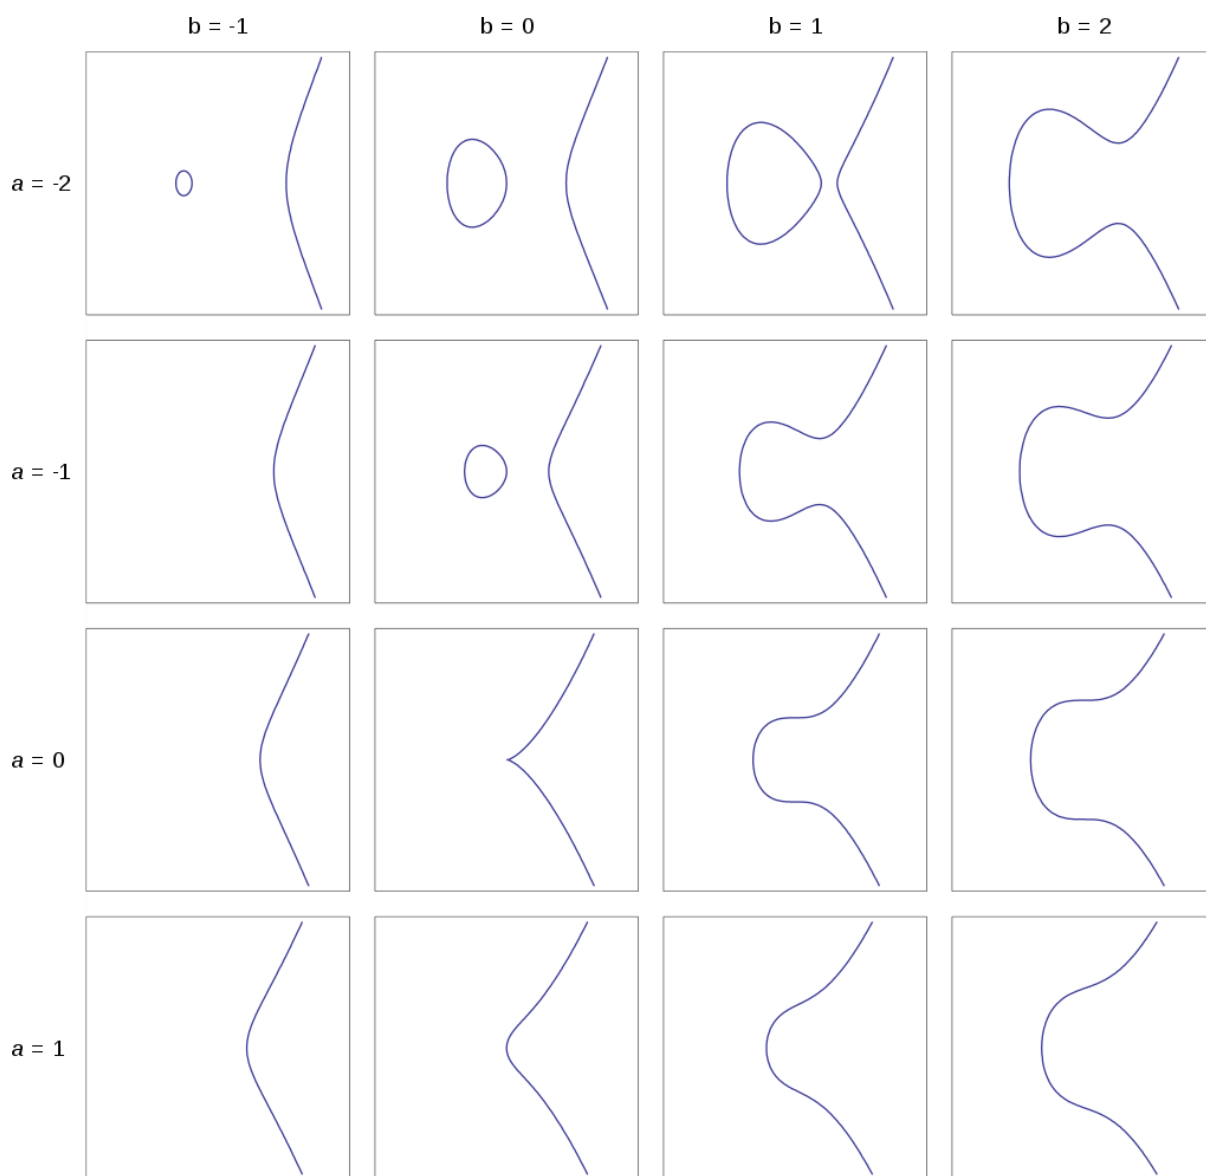 b = -1 b = 0 b = 1 b = 2
a = -2
a = -1
a = 0
a = 1